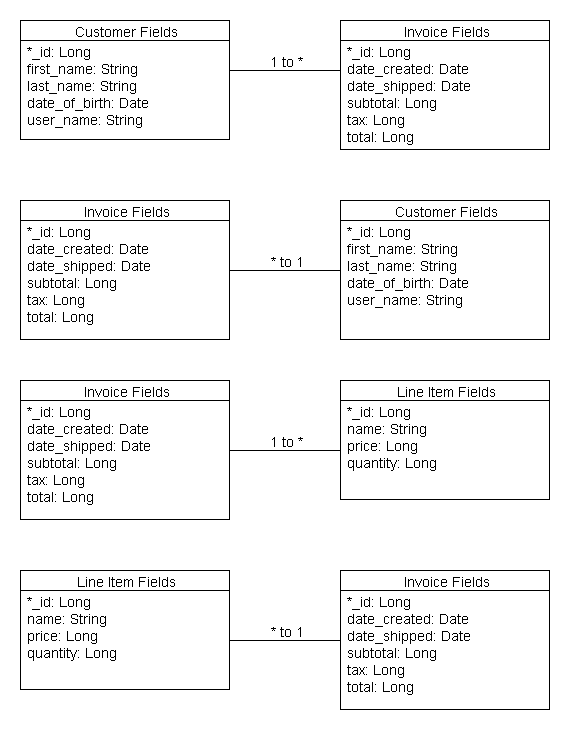 Customer Fields
*_id: Long
first_name: String
last_name: String
date_of_birth: Date
user_name: String
1 to *
Invoice Fields
*_id: Long
date_created: Date
date_shipped: Date
subtotal: Long
tax: Long
total: Long
Invoice Fields
*_id: Long
date_created: Date
date_shipped: Date
subtotal: Long
tax: Long
total: Long
* to 1
Customer Fields
*_id: Long
first_name: String
last_name: String
date_of_birth: Date
user_name: String
Invoice Fields
*_id: Long
date_created: Date
date_shipped: Date
subtotal: Long
tax: Long
total: Long
1 to *
Line Item Fields
*_id: Long
name: String
price: Long
quantity: Long
Line Item Fields
*_id: Long
name: String
price: Long
quantity: Long
* to 1
Invoice Fields
*_id: Long
date_created: Date
date_shipped: Date
subtotal: Long
tax: Long
total: Long